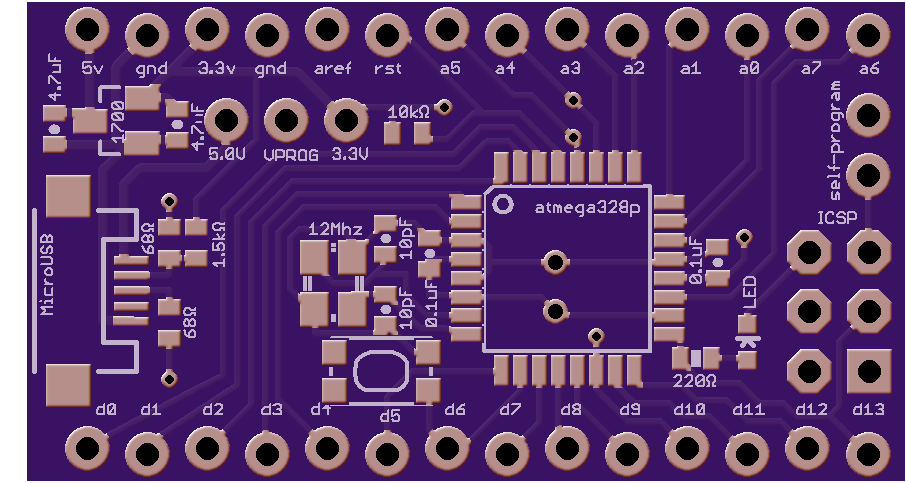 5v gnd 3.3v gnd aref rst a5 a4 a3 a2 a1 a0 a7 a6
4.7uF
1700
4.7uF
5.0V VPROG 3.3V
10kΩ
self-program
ICSP
atmega328p
MicroUSB
68Ω
1.5kΩ
68Ω
12Mhz
10pF
10pF
0.1uF
0.1uF
LED
220Ω
d0 d1 d2 d3 d4 d5 d6 d7 d8 d9 d10 d11 d12 d13